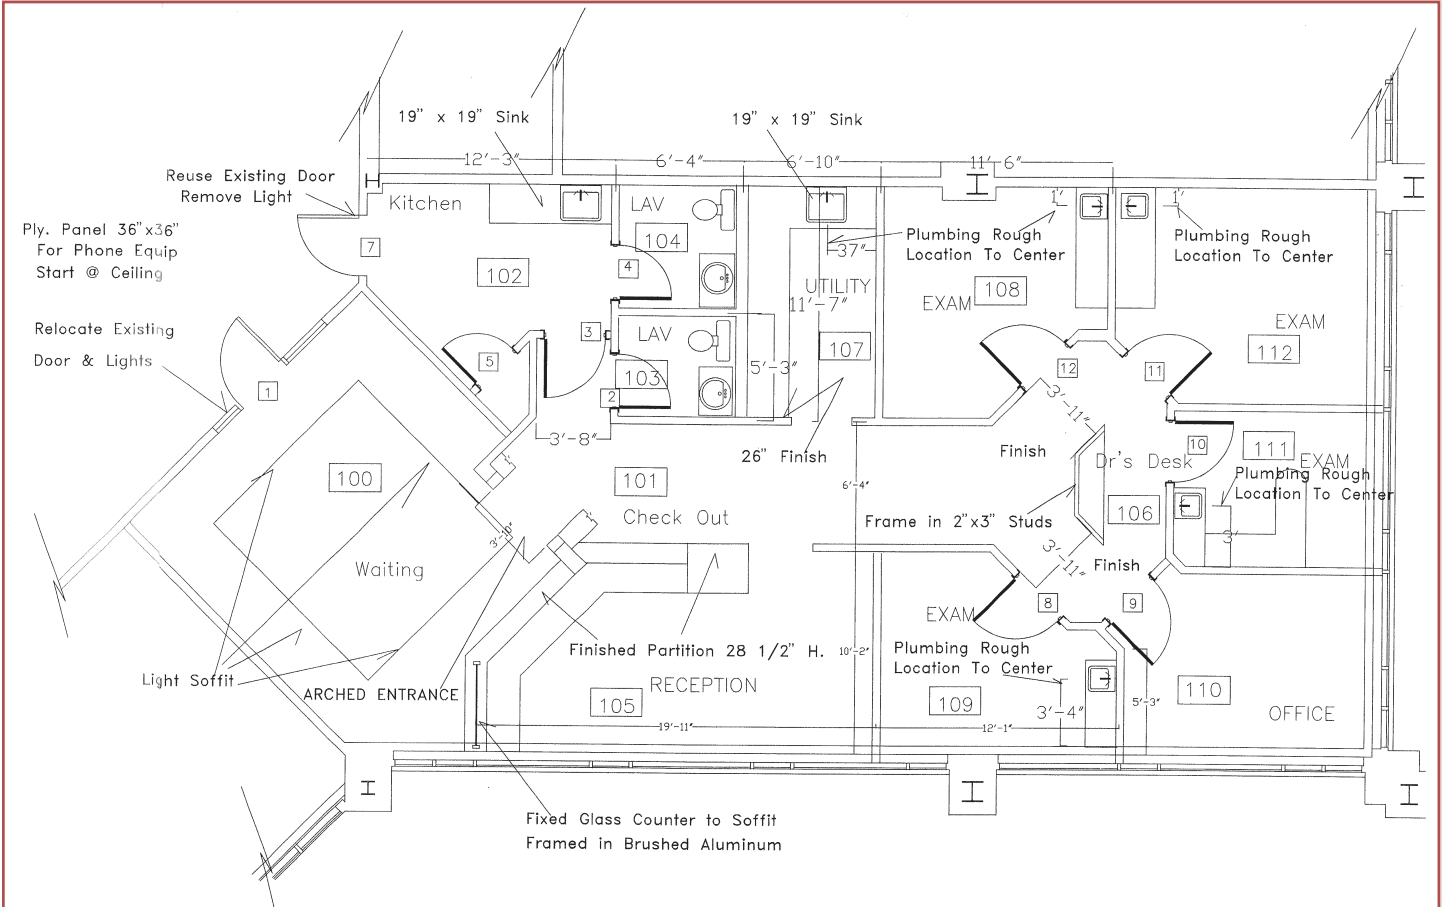 19" x 19" Sink
19" x 19" Sink
12'-3"
6'-4"
6'-10"
11'-6"
Reuse Existing Door
Remove Light
Kitchen
LAV
104
1'
1'
Ply. Panel 36"x36"
For Phone Equip
Start @ Ceiling
7
102
4
37"
Plumbing Rough
Location To Center
Plumbing Rough
Location To Center
UTILITY
11'-7"
EXAM
108
Relocate Existing
Door & Lights
3
LAV
107
EXAM
112
5
103
5'-3"
12
11
1
2
3'-11"
3'-8"
26" Finish
Finish
10
111
EXAM
Dr's Desk
Plumbing Rough
Location To Center
100
1'
101
6'-4"
Check Out
1'
Frame in 2"x3" Studs
106
3'-10"
3'
Waiting
3'-11"
Finish
8
9
EXAM
Finished Partition 28 1/2" H.
10'-2"
Plumbing Rough
Location To Center
Light Soffit
ARCHED ENTRANCE
RECEPTION
105
109
3'-4"
5'-3"
110
OFFICE
19'-11"
12'-1"
Fixed Glass Counter to Soffit
Framed in Brushed Aluminum